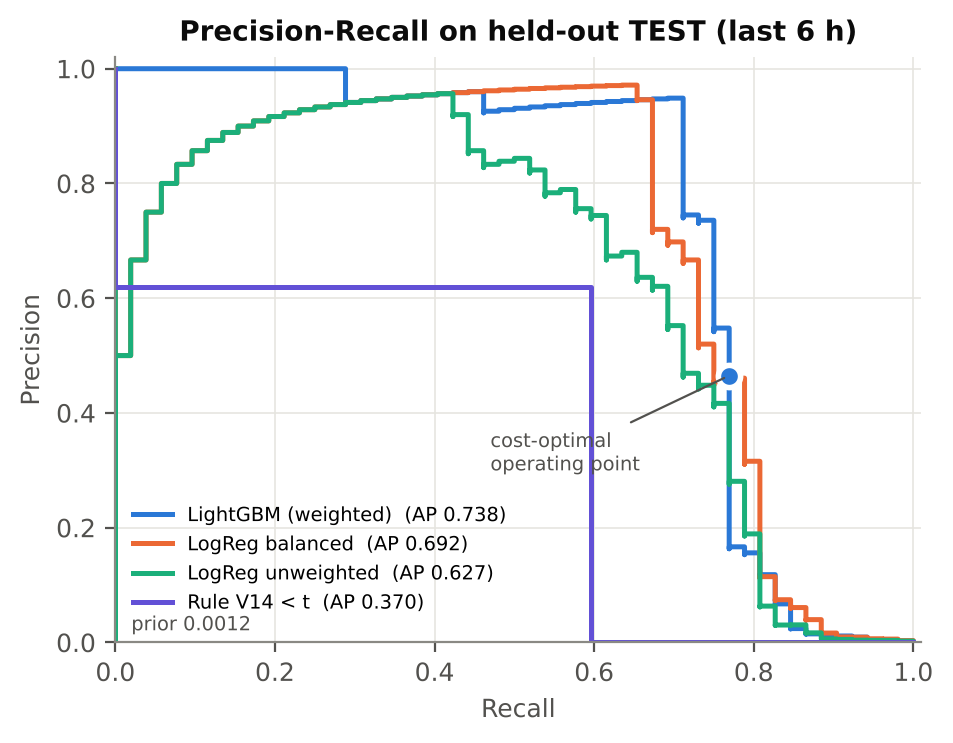 Precision-Recall on held-out TEST (last 6 h)
1.0
0.8
0.6
0.4
0.2
0.0
Precision
cost-optimal
operating point
LightGBM (weighted)  (AP 0.738)
LogReg balanced  (AP 0.692)
LogReg unweighted  (AP 0.627)
Rule V14 < t  (AP 0.370)
prior 0.0012
0.0 0.2 0.4 0.6 0.8 1.0
Recall